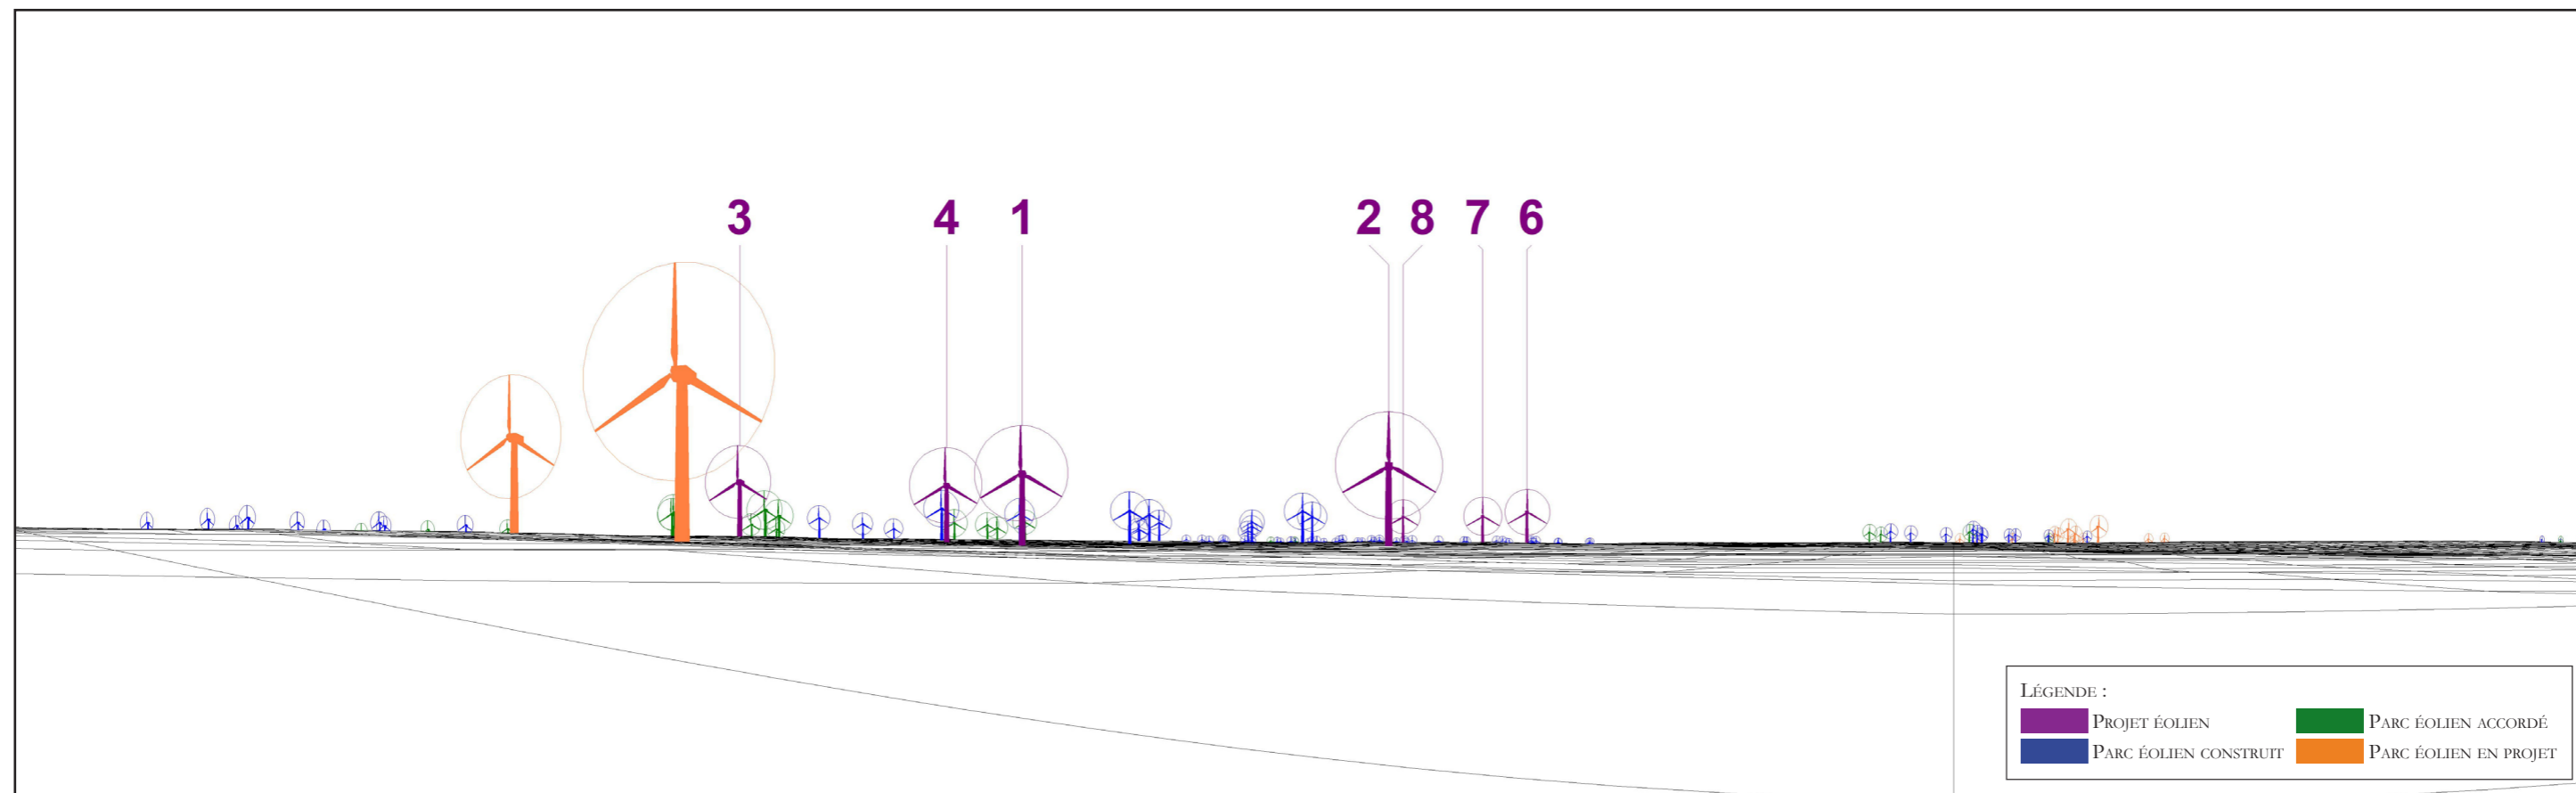 3 4 1 2 8 7 6
Légende :
Projet éolien
Parc éolien accordé
Parc éolien construit
Parc éolien en projet